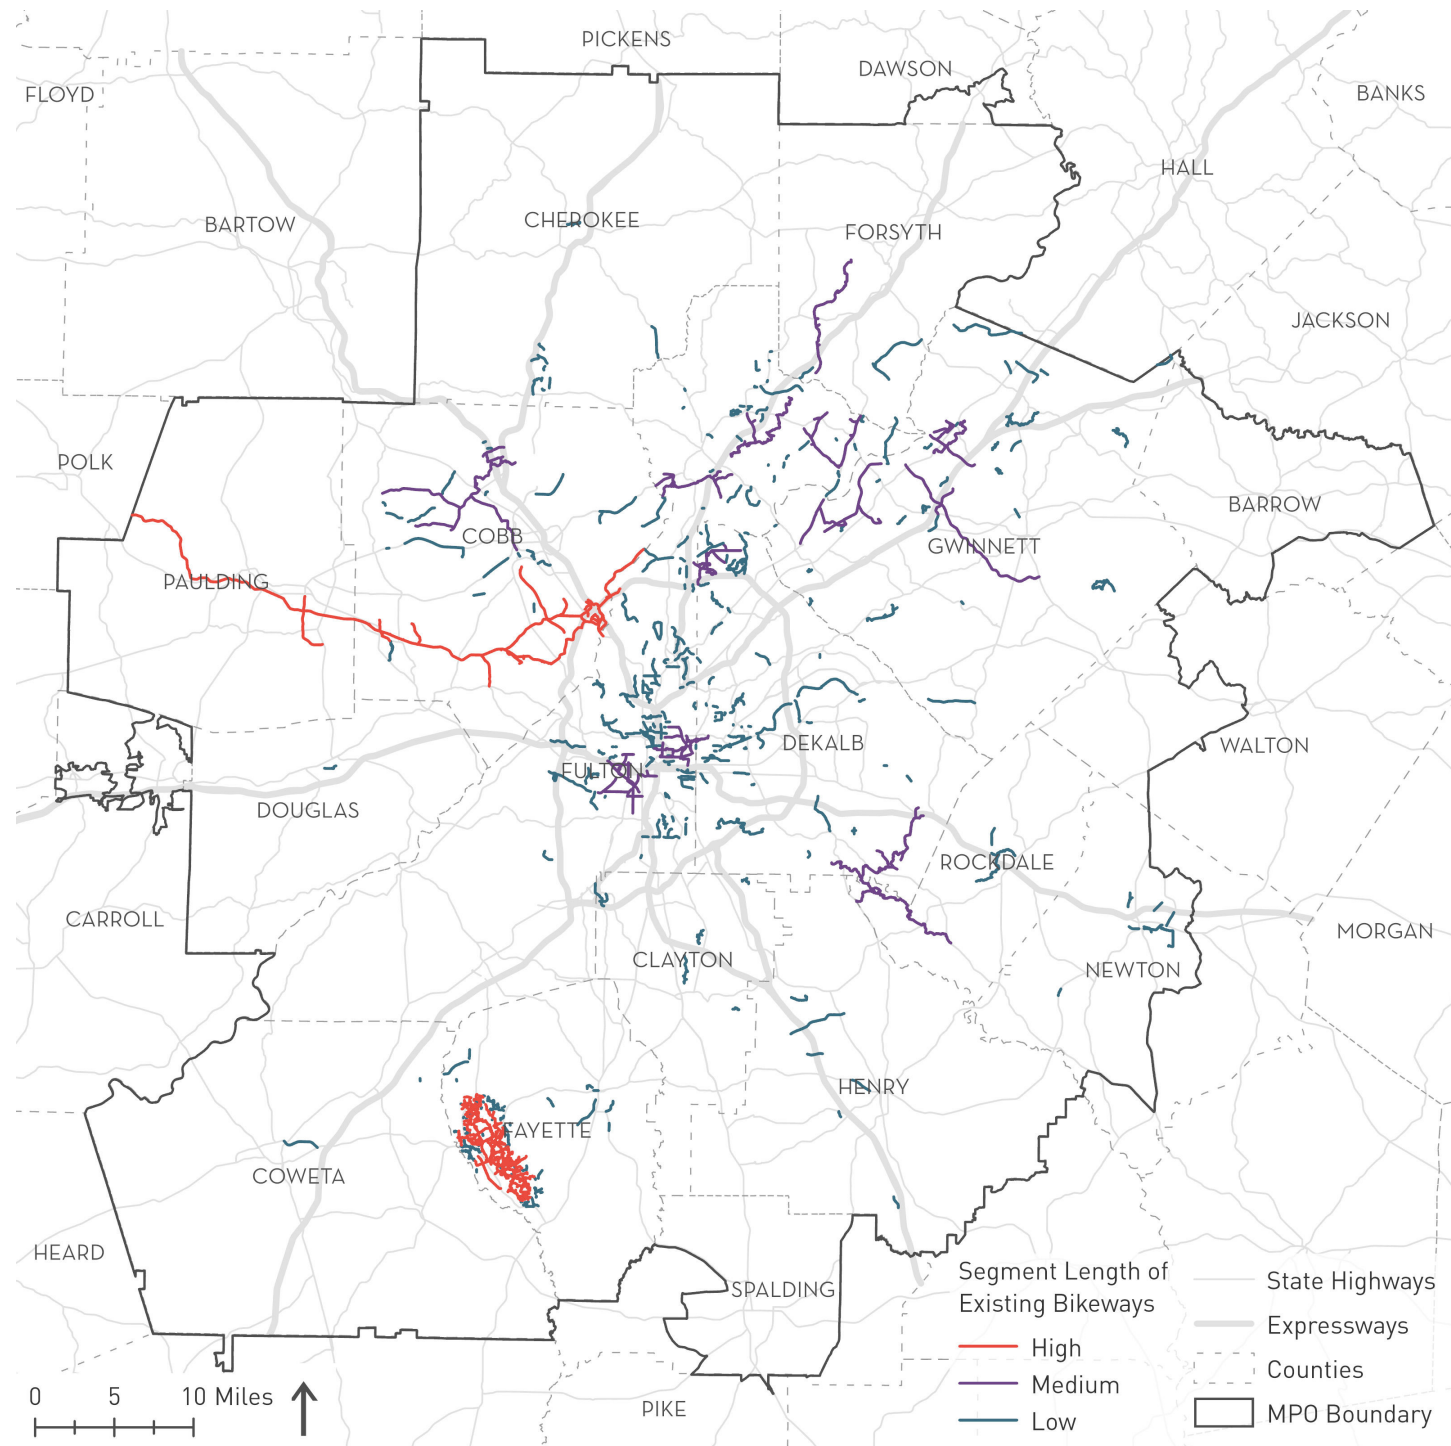 PICKENS
DAWSON
FLOYD
BANKS
HALL
BARTOW
CHEROKEE
FORSYTH
JACKSON
POLK
BARROW
COBB
GWINNETT
PAULDING
DEKALB
WALTON
FULTON
DOUGLAS
ROCKDALE
CARROLL
MORGAN
CLAYTON
NEWTON
HENRY
FAYETTE
COWETA
HEARD
SPALDING
PIKE
Segment Length of
Existing Bikeways
High
Medium
Low
State Highways
Expressways
Counties
MPO Boundary
0 5 10 Miles